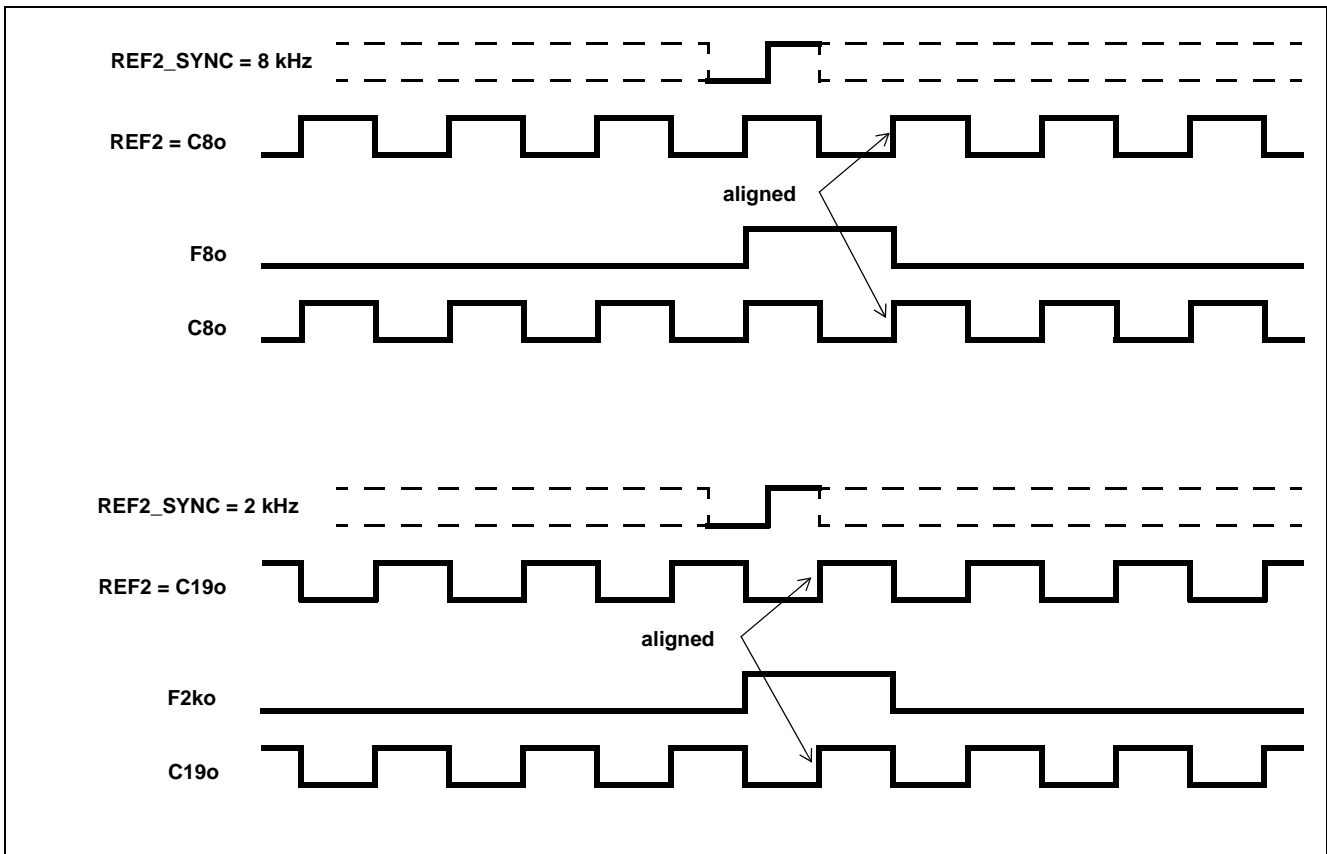 REF2_SYNC = 8 kHz
REF2 = C8o
aligned
F8o
C8o
REF2_SYNC = 2 kHz
REF2 = C19o
aligned
F2ko
C19o